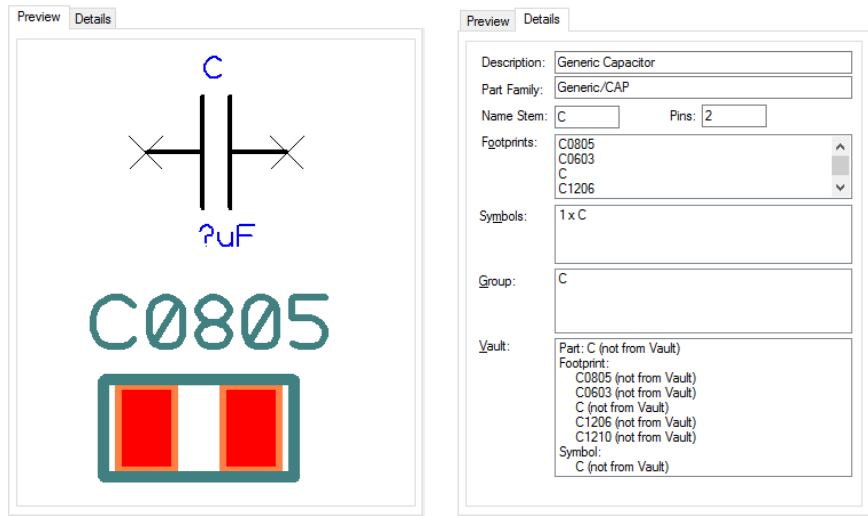 Preview Details
C
?uF
C0805
Preview Details
Description: Generic Capacitor
Part Family: Generic/CAP
Name Stem: C Pins: 2
Footprints: C0805
C0603
C
C1206
Symbols: 1 x C
Group: C
Vault: Part: C (not from Vault)
Footprint:
C0805 (not from Vault)
C0603 (not from Vault)
C (not from Vault)
C1206 (not from Vault)
C1210 (not from Vault)
Symbol:
C (not from Vault)